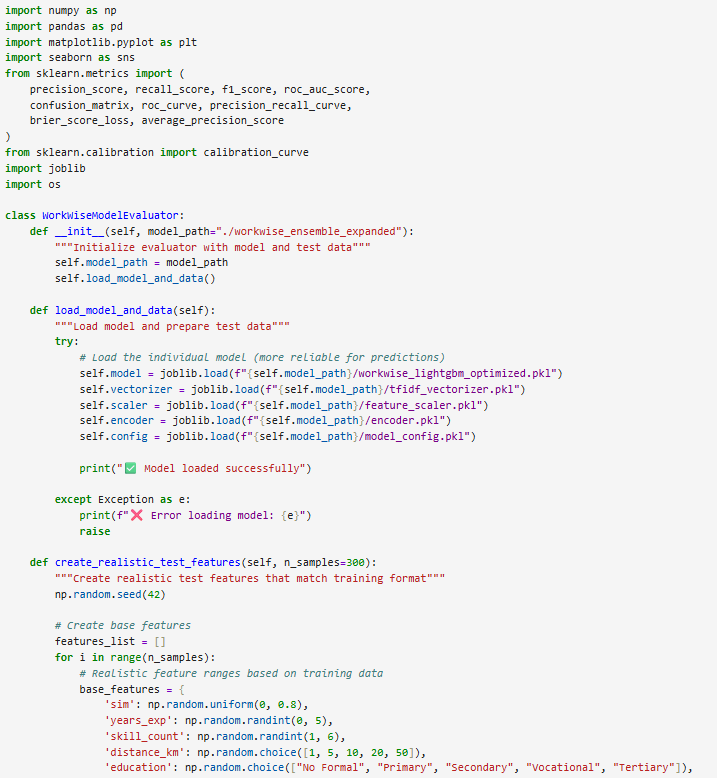 import numpy as np
import pandas as pd
import matplotlib.pyplot as plt
import seaborn as sns
from sklearn.metrics import (
    precision_score, recall_score, f1_score, roc_auc_score,
    confusion_matrix, roc_curve, precision_recall_curve,
    brier_score_loss, average_precision_score
)
from sklearn.calibration import calibration_curve
import joblib
import os

class WorkWiseModelEvaluator:
    def __init__(self, model_path="./workwise_ensemble_expanded"):
        """Initialize evaluator with model and test data"""
        self.model_path = model_path
        self.load_model_and_data()

    def load_model_and_data(self):
        """Load model and prepare test data"""
        try:
            # Load the individual model (more reliable for predictions)
            self.model = joblib.load(f"{self.model_path}/workwise_lightgbm_optimized.pkl")
            self.vectorizer = joblib.load(f"{self.model_path}/tfidf_vectorizer.pkl")
            self.scaler = joblib.load(f"{self.model_path}/feature_scaler.pkl")
            self.encoder = joblib.load(f"{self.model_path}/encoder.pkl")
            self.config = joblib.load(f"{self.model_path}/model_config.pkl")

            print("✅ Model loaded successfully")

        except Exception as e:
            print(f"❌ Error loading model: {e}")
            raise

    def create_realistic_test_features(self, n_samples=300):
        """Create realistic test features that match training format"""
        np.random.seed(42)

        # Create base features
        features_list = []
        for i in range(n_samples):
            # Realistic feature ranges based on training data
            base_features = {
                'sim': np.random.uniform(0, 0.8),
                'years_exp': np.random.randint(0, 5),
                'skill_count': np.random.randint(1, 6),
                'distance_km': np.random.choice([1, 5, 10, 20, 50]),
                'education': np.random.choice(["No Formal", "Primary", "Secondary", "Vocational", "Tertiary"]),